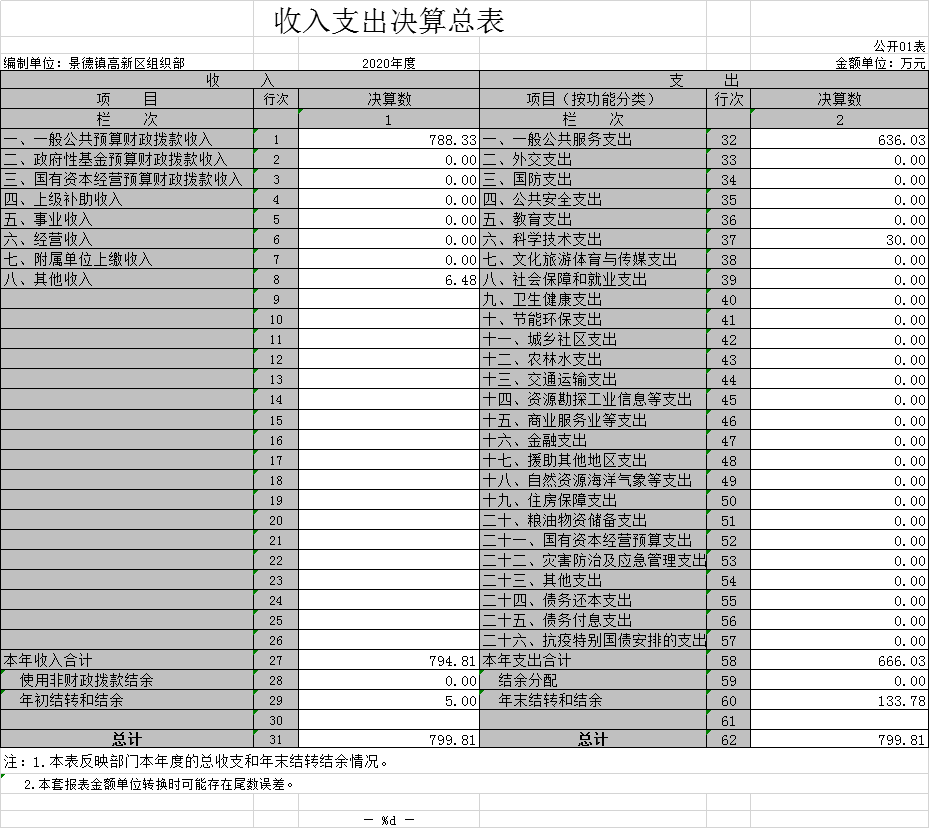 收入支出决算总表
公开01表
编制单位：景德镇高新区组织部 2020年度 金额单位：万元
收 入 支 出
项 目 行次 决算数 项目（按功能分类） 行次 决算数
栏 次 1 栏 次 2
一、一般公共预算财政拨款收入 1 788.33 一、一般公共服务支出 32 636.03
二、政府性基金预算财政拨款收入 2 0.00 二、外交支出 33 0.00
三、国有资本经营预算财政拨款收入 3 0.00 三、国防支出 34 0.00
四、上级补助收入 4 0.00 四、公共安全支出 35 0.00
五、事业收入 5 0.00 五、教育支出 36 0.00
六、经营收入 6 0.00 六、科学技术支出 37 30.00
七、附属单位上缴收入 7 0.00 七、文化旅游体育与传媒支出 38 0.00
八、其他收入 8 6.48 八、社会保障和就业支出 39 0.00
9 九、卫生健康支出 40 0.00
10 十、节能环保支出 41 0.00
11 十一、城乡社区支出 42 0.00
12 十二、农林水支出 43 0.00
13 十三、交通运输支出 44 0.00
14 十四、资源勘探工业信息等支出 45 0.00
15 十五、商业服务业等支出 46 0.00
16 十六、金融支出 47 0.00
17 十七、援助其他地区支出 48 0.00
18 十八、自然资源海洋气象等支出 49 0.00
19 十九、住房保障支出 50 0.00
20 二十、粮油物资储备支出 51 0.00
21 二十一、国有资本经营预算支出 52 0.00
22 二十二、灾害防治及应急管理支出 53 0.00
23 二十三、其他支出 54 0.00
24 二十四、债务还本支出 55 0.00
25 二十五、债务付息支出 56 0.00
26 二十六、抗疫特别国债安排的支出 57 0.00
本年收入合计 27 794.81 本年支出合计 58 666.03
使用非财政拨款结余 28 0.00 结余分配 59 0.00
年初结转和结余 29 5.00 年末结转和结余 60 133.78
30 61
总计 31 799.81 总计 62 799.81
注：1.本表反映部门本年度的总收支和年末结转结余情况。
2.本套报表金额单位转换时可能存在尾数误差。
— %d —